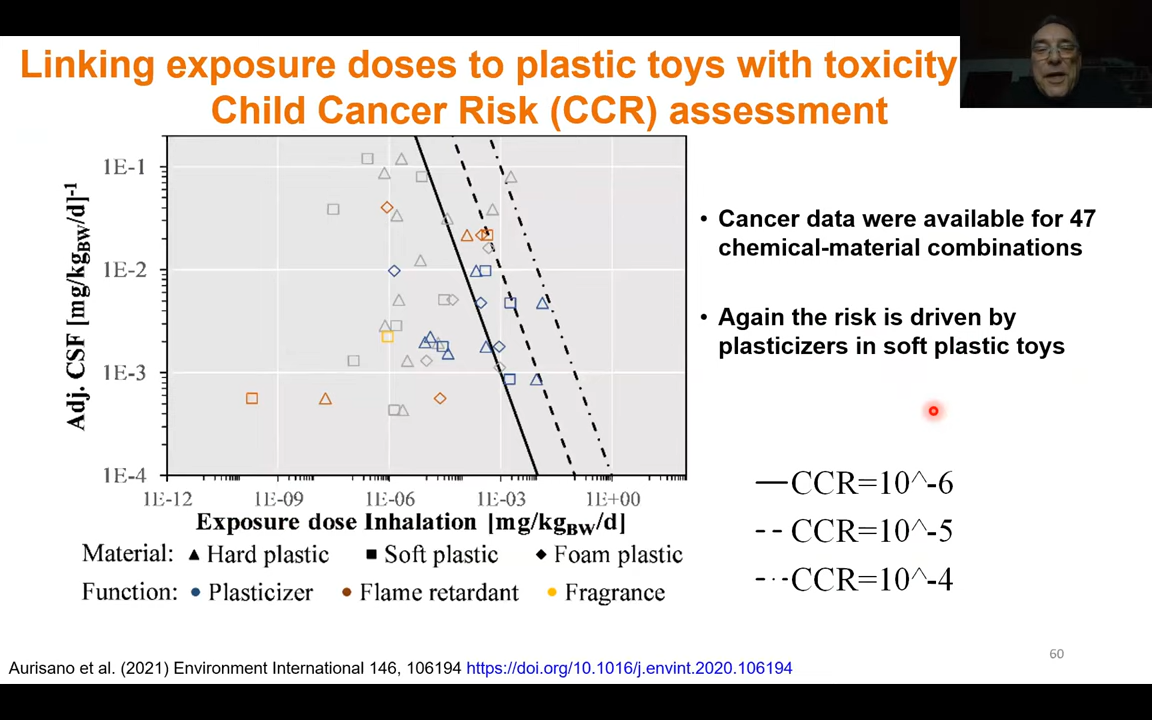 Linking exposure doses to plastic toys with toxicity
Child Cancer Risk (CCR) assessment
Adj. CSF [mg/kgBW/d]-1
1E-1
1E-2
1E-3
1E-4
1E-12 1E-09 1E-06 1E-03 1E+00
Exposure dose Inhalation [mg/kgBW/d]
Material: ▲ Hard plastic ■ Soft plastic ◆ Foam plastic
Function: ● Plasticizer ● Flame retardant ● Fragrance
• Cancer data were available for 47
chemical-material combinations
• Again the risk is driven by
plasticizers in soft plastic toys
CCR=10^-6
CCR=10^-5
CCR=10^-4
60
Aurisano et al. (2021) Environment International 146, 106194 https://doi.org/10.1016/j.envint.2020.106194